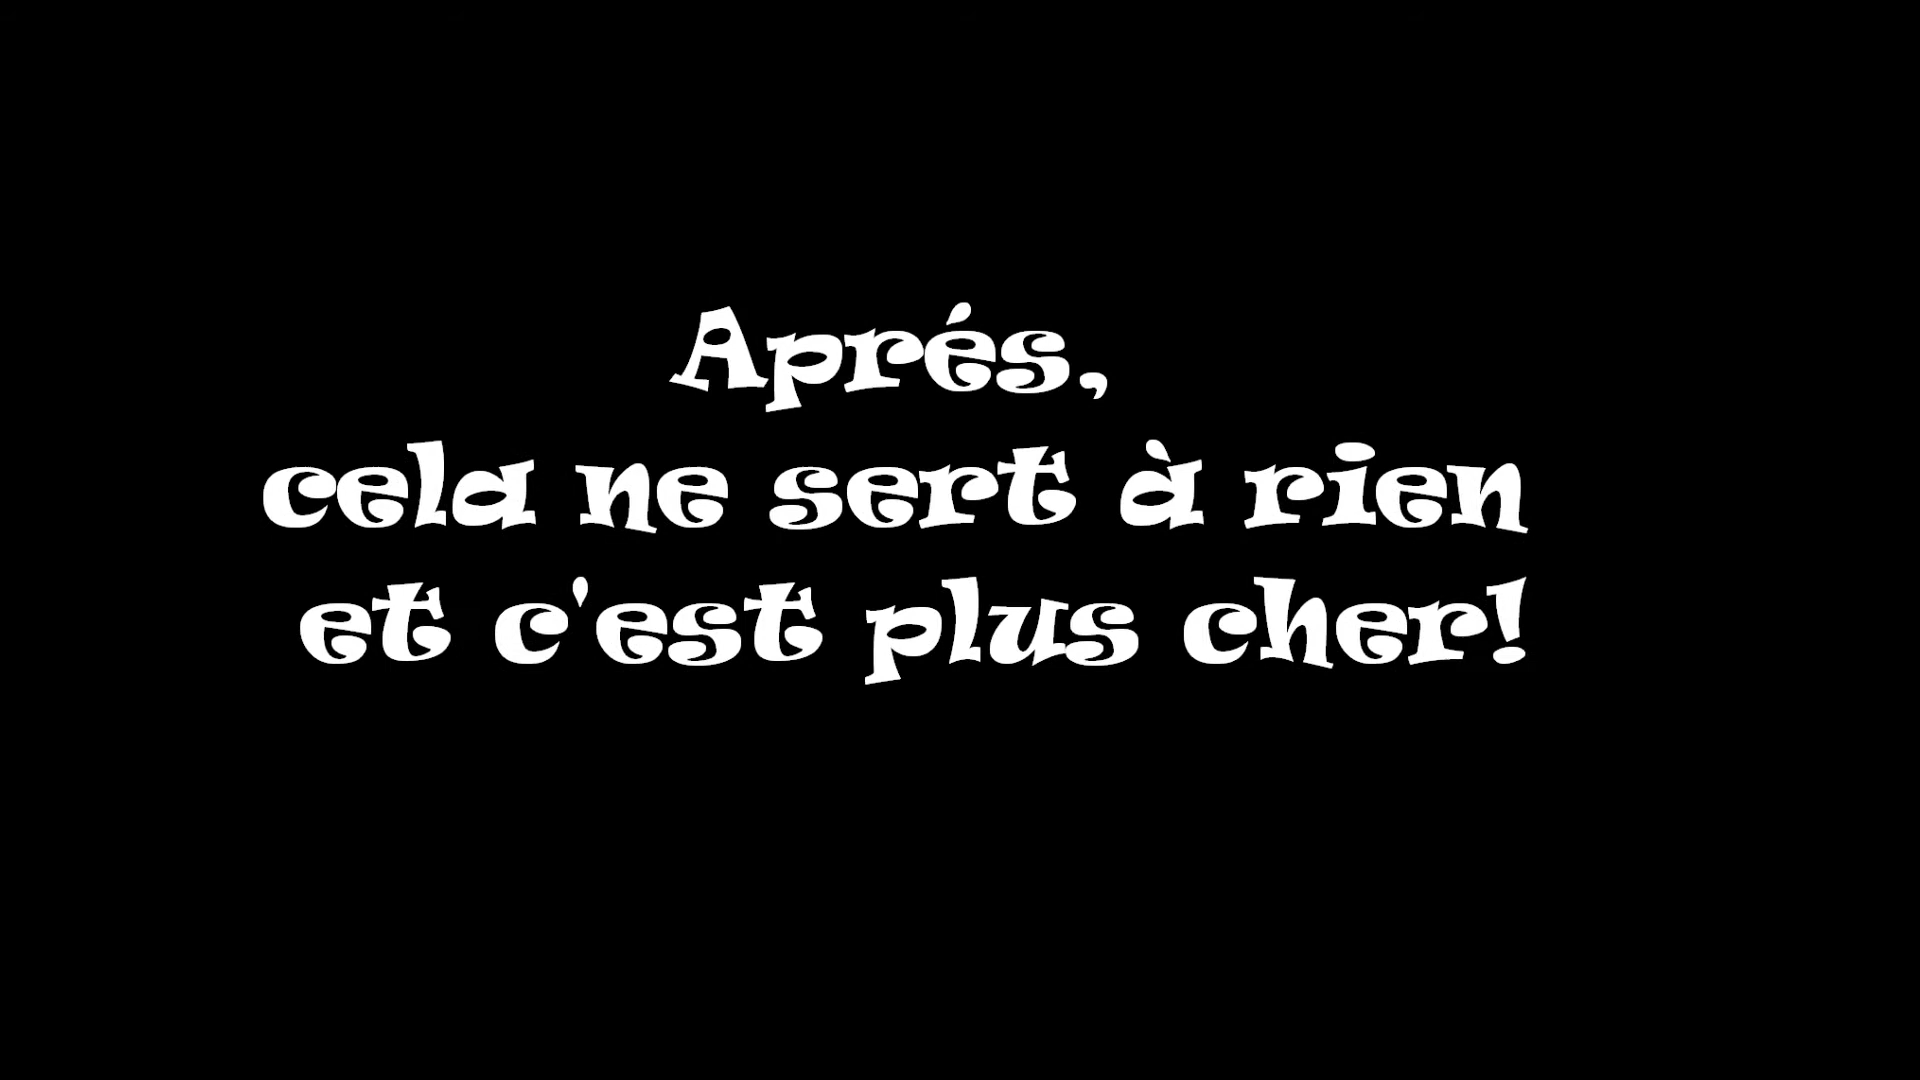 Aprés,
cela ne sert à rien
et c'est plus cher!